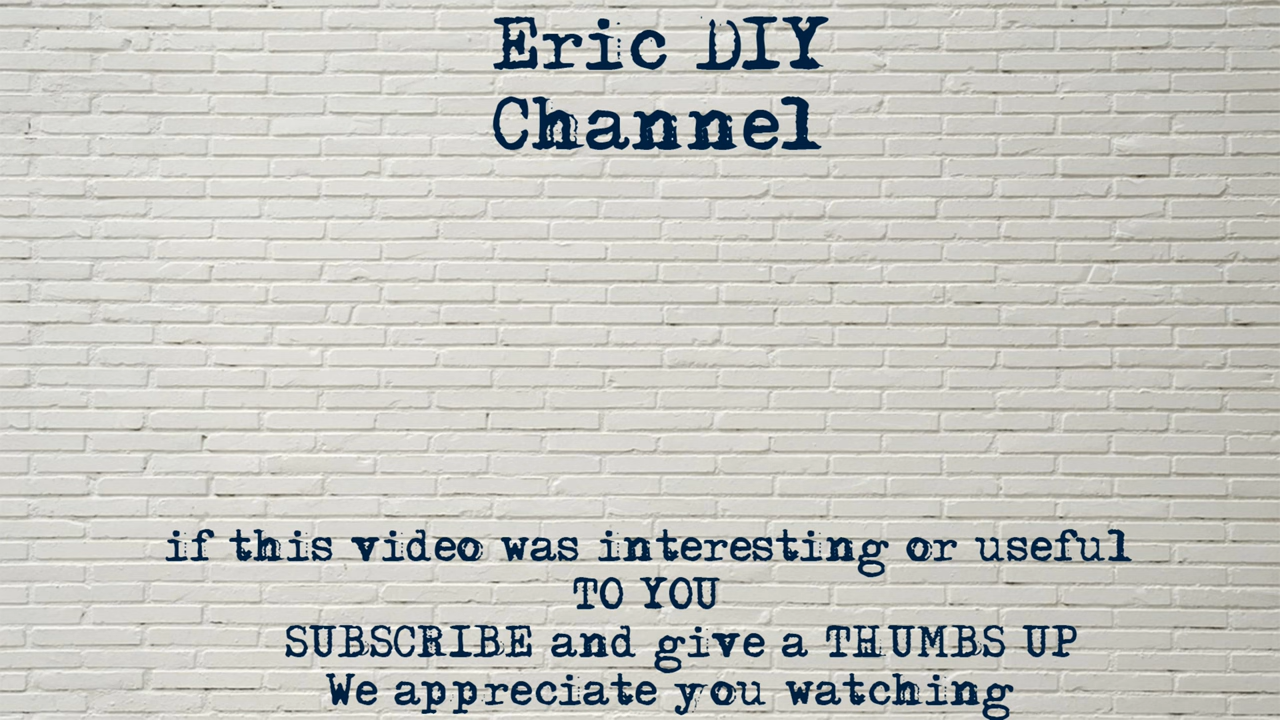 Eric DIY
Channel
if this video was interesting or useful
TO YOU
SUBSCRIBE and give a THUMBS UP
We appreciate you watching